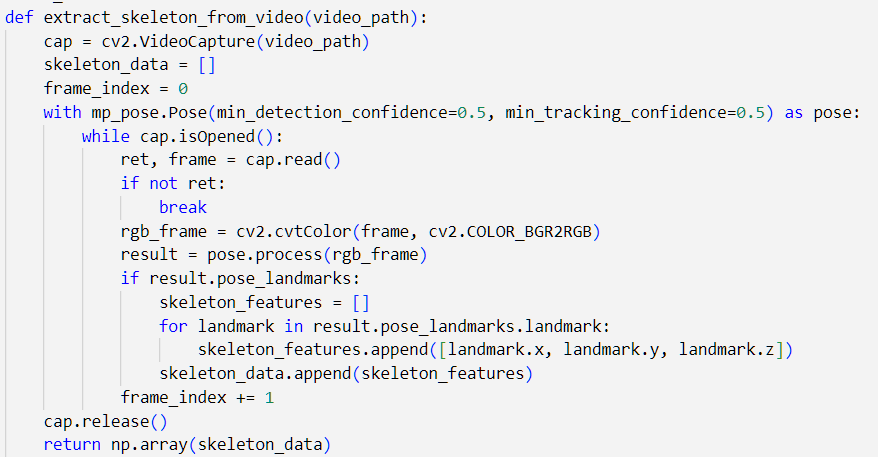 def extract_skeleton_from_video(video_path):
    cap = cv2.VideoCapture(video_path)
    skeleton_data = []
    frame_index = 0
    with mp_pose.Pose(min_detection_confidence=0.5, min_tracking_confidence=0.5) as pose:
        while cap.isOpened():
            ret, frame = cap.read()
            if not ret:
                break
            rgb_frame = cv2.cvtColor(frame, cv2.COLOR_BGR2RGB)
            result = pose.process(rgb_frame)
            if result.pose_landmarks:
                skeleton_features = []
                for landmark in result.pose_landmarks.landmark:
                    skeleton_features.append([landmark.x, landmark.y, landmark.z])
                skeleton_data.append(skeleton_features)
            frame_index += 1
    cap.release()
    return np.array(skeleton_data)